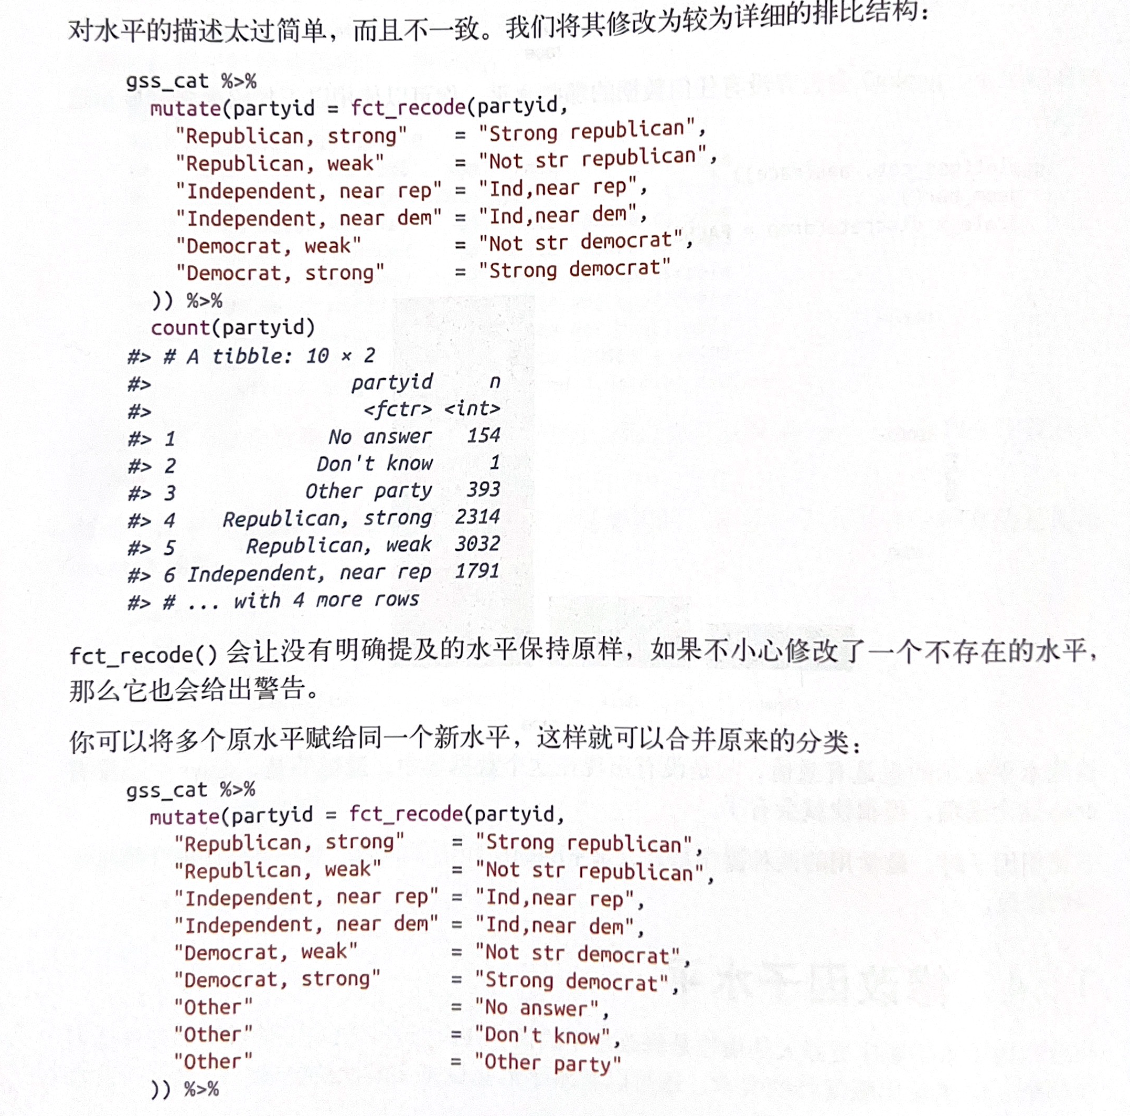 对水平的描述太过简单，而且不一致。我们将其修改为较为详细的排比结构：
gss_cat %>%
  mutate(partyid = fct_recode(partyid,
    "Republican, strong"    = "Strong republican",
    "Republican, weak"      = "Not str republican",
    "Independent, near rep" = "Ind,near rep",
    "Independent, near dem" = "Ind,near dem",
    "Democrat, weak"        = "Not str democrat",
    "Democrat, strong"      = "Strong democrat"
  )) %>%
  count(partyid)
#> # A tibble: 10 × 2
#>                 partyid     n
#>                  <fctr> <int>
#> 1             No answer   154
#> 2            Don't know     1
#> 3           Other party   393
#> 4    Republican, strong  2314
#> 5      Republican, weak  3032
#> 6 Independent, near rep  1791
#> # ... with 4 more rows
fct_recode() 会让没有明确提及的水平保持原样，如果不小心修改了一个不存在的水平，
那么它也会给出警告。
你可以将多个原水平赋给同一个新水平，这样就可以合并原来的分类：
gss_cat %>%
  mutate(partyid = fct_recode(partyid,
    "Republican, strong"    = "Strong republican",
    "Republican, weak"      = "Not str republican",
    "Independent, near rep" = "Ind,near rep",
    "Independent, near dem" = "Ind,near dem",
    "Democrat, weak"        = "Not str democrat",
    "Democrat, strong"      = "Strong democrat",
    "Other"                 = "No answer",
    "Other"                 = "Don't know",
    "Other"                 = "Other party"
  )) %>%